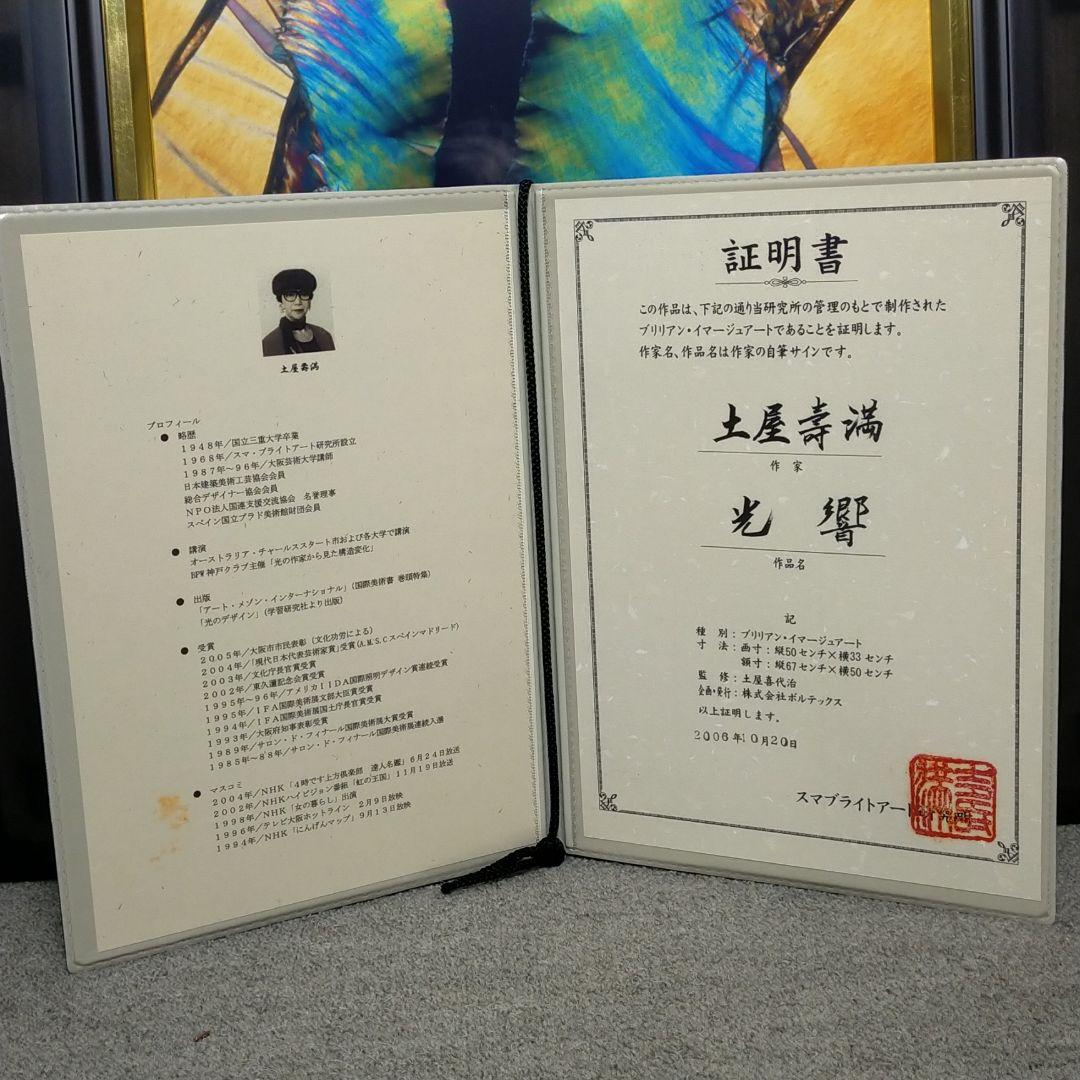 土屋壽満
プロフィール
● 略歴
1948年/国立三重大学卒業
1968年/スマ・ブライトアート研究所設立
1987年～96年/大阪芸術大学講師
日本建築美術工芸協会会員
総合デザイナー協会会員
NPO法人国連支援交流協会 名誉理事
スペイン国立プラド美術館財団会員
● 講演
オーストラリア・チャールススタート市および各大学で講演
BPW神戸クラブ主催「光の作家から見た構造変化」
● 出版
「アート・メゾン・インターナショナル」(国際美術書 巻頭特集)
「光のデザイン」(学習研究社より出版)
● 受賞
2005年/大阪市市民表彰(文化功労による)
2004年/「現代日本代表芸術家賞」受賞(A.M.S.Cスペインマドリード)
2003年/文化庁長官賞受賞
2002年/東久邇記念会賞受賞
1995年～96年/アメリカIIDA国際照明デザイン賞連続受賞
1995年/IFA国際美術展文部大臣賞受賞
1994年/IFA国際美術展国土庁長官賞受賞
1993年/大阪府知事表彰受賞
1989年/サロン・ド・フィナール国際美術展大賞受賞
1985年～88年/サロン・ド・フィナール国際美術展連続入選
● マスコミ
2004年/NHK「4時です上方倶楽部 達人名鑑」6月24日放送
2002年/NHKハイビジョン番組「虹の王国」11月19日放送
1998年/NHK「女の暮らし」出演
1996年/テレビ大阪ホットライン 2月9日放映
1994年/NHK「にんげんマップ」9月13日放映
証明書
この作品は、下記の通り当研究所の管理のもとで制作された
ブリリアン・イマージュアートであることを証明します。
作家名、作品名は作家の自筆サインです。
土屋壽満
作家
光響
作品名
記
種別：ブリリアン・イマージュアート
寸法：画寸：縦50センチ×横33センチ
額寸：縦67センチ×横50センチ
監修：土屋喜代治
企画・発行：株式会社ボルテックス
以上証明します。
2006年10月20日
スマブライトアート研究所